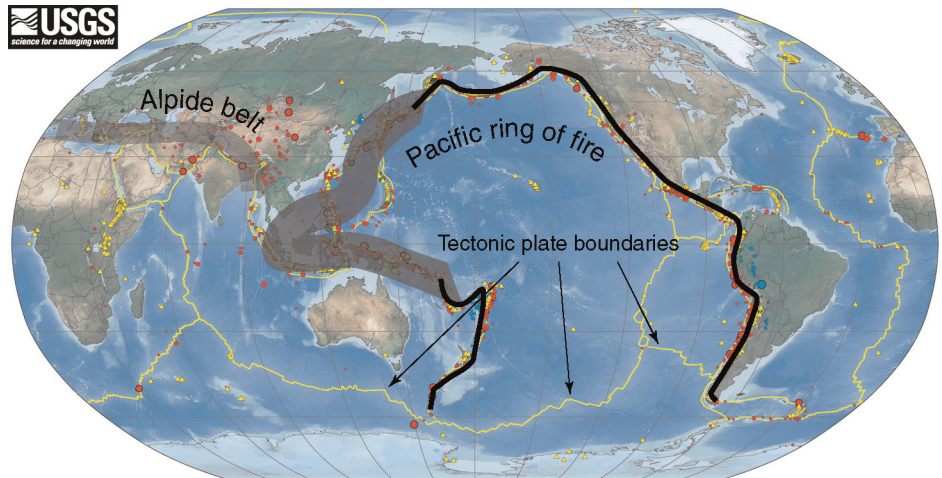 USGS
science for a changing world
Alpide belt
Pacific ring of fire
Tectonic plate boundaries